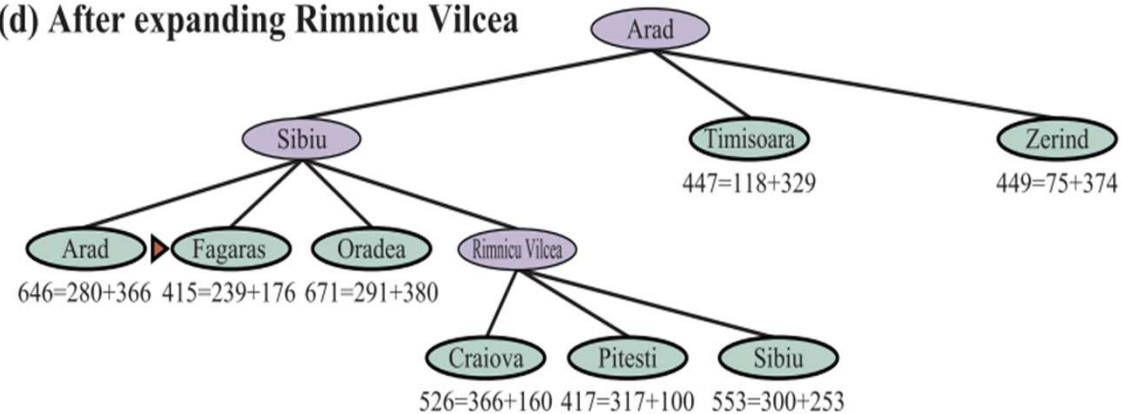 (d) After expanding Rimnicu Vilcea
Arad
Sibiu
Timisoara
Zerind
447=118+329
449=75+374
Arad
Fagaras
Oradea
Rimnicu Vilcea
646=280+366
415=239+176
671=291+380
Craiova
Pitesti
Sibiu
526=366+160
417=317+100
553=300+253